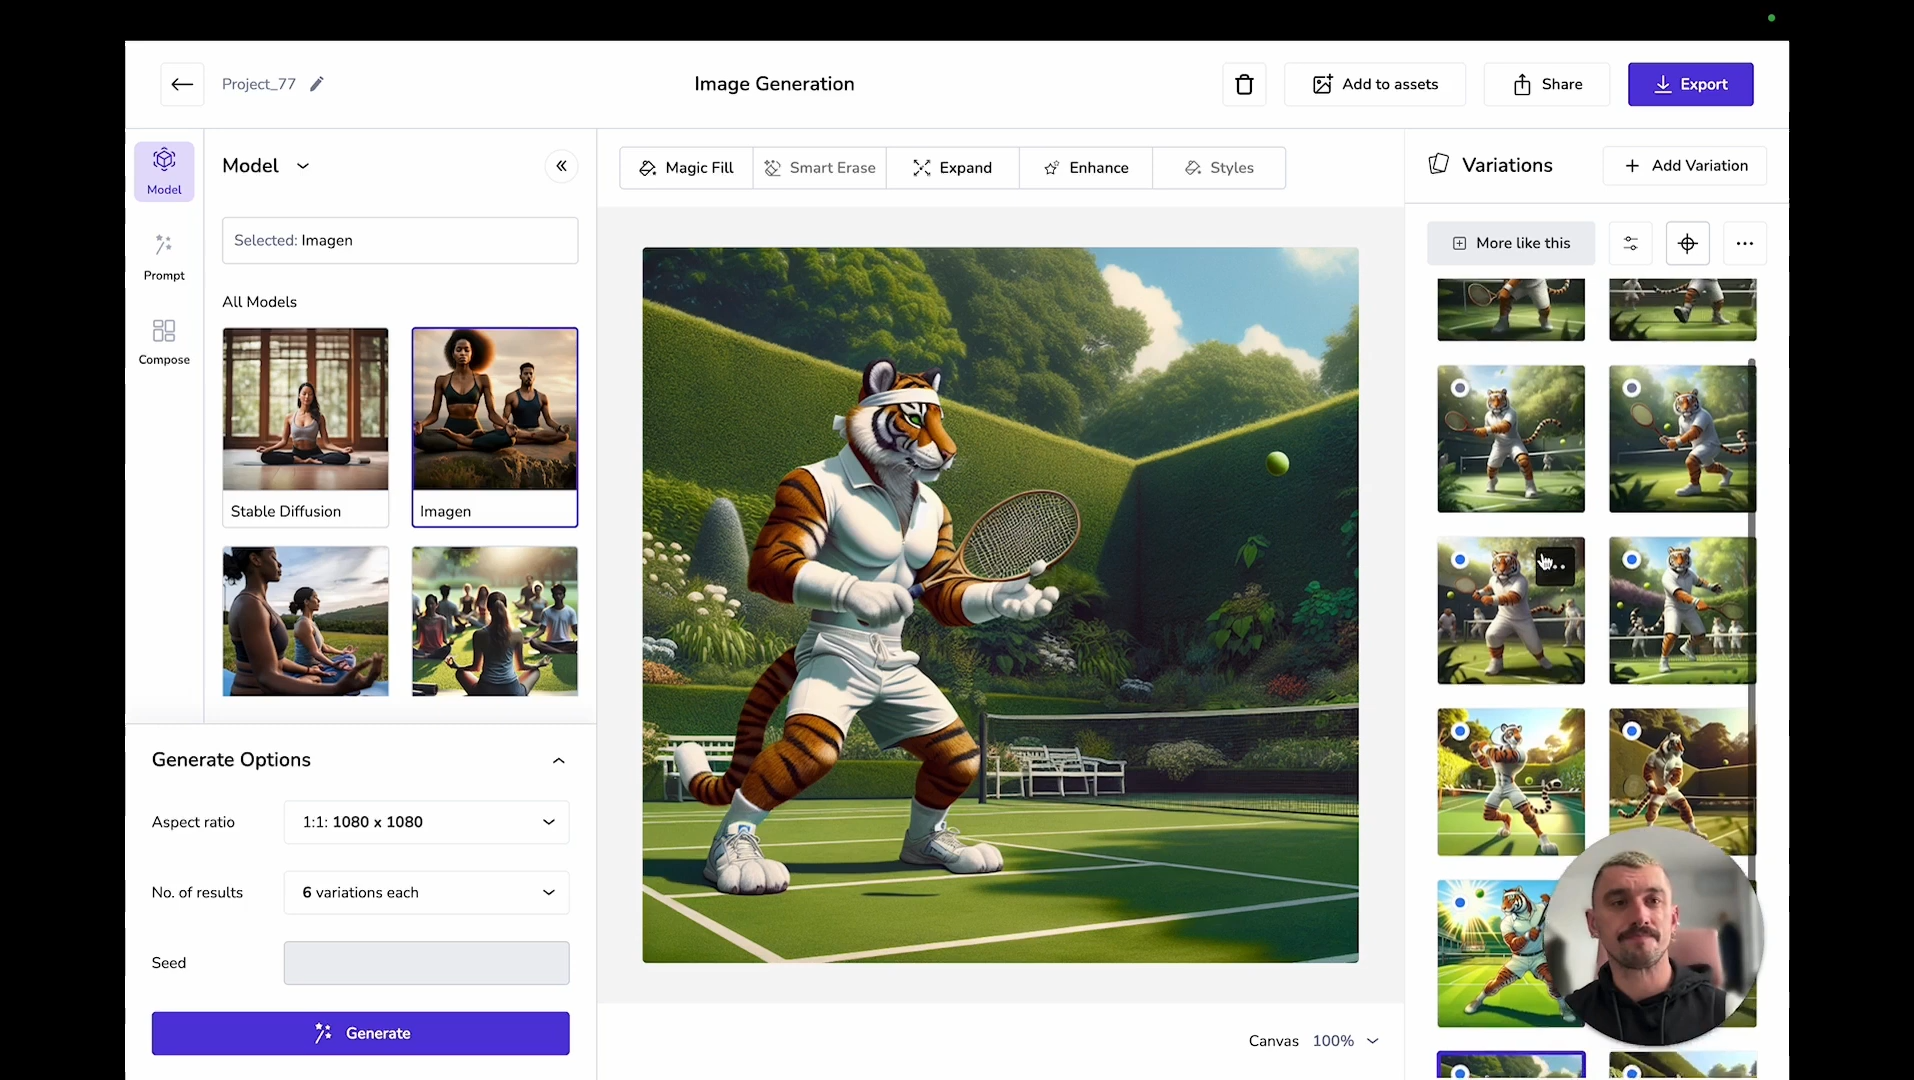 Project_77
Image Generation
Add to assets
Share
Export
Model
Prompt
Compose
Model
Selected: Imagen
All Models
Stable Diffusion
Imagen
Generate Options
Aspect ratio
1:1: 1080 x 1080
No. of results
6 variations each
Seed
Generate
Magic Fill
Smart Erase
Expand
Enhance
Styles
Canvas 100%
Variations
Add Variation
More like this